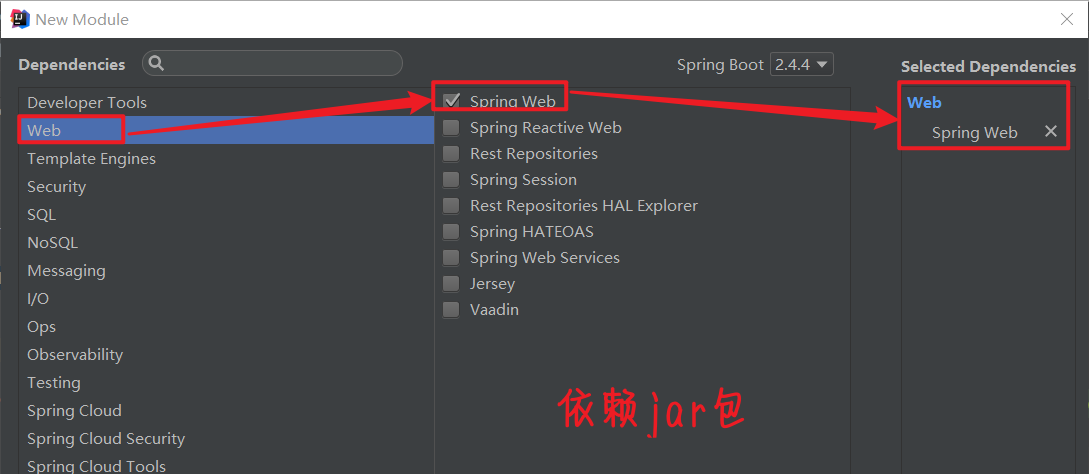 New Module
Dependencies
Spring Boot 2.4.4
Selected Dependencies
Developer Tools
Web
Template Engines
Security
SQL
NoSQL
Messaging
I/O
Ops
Observability
Testing
Spring Cloud
Spring Cloud Security
Spring Cloud Tools
Spring Web
Spring Reactive Web
Rest Repositories
Spring Session
Rest Repositories HAL Explorer
Spring HATEOAS
Spring Web Services
Jersey
Vaadin
Web
Spring Web
依赖jar包